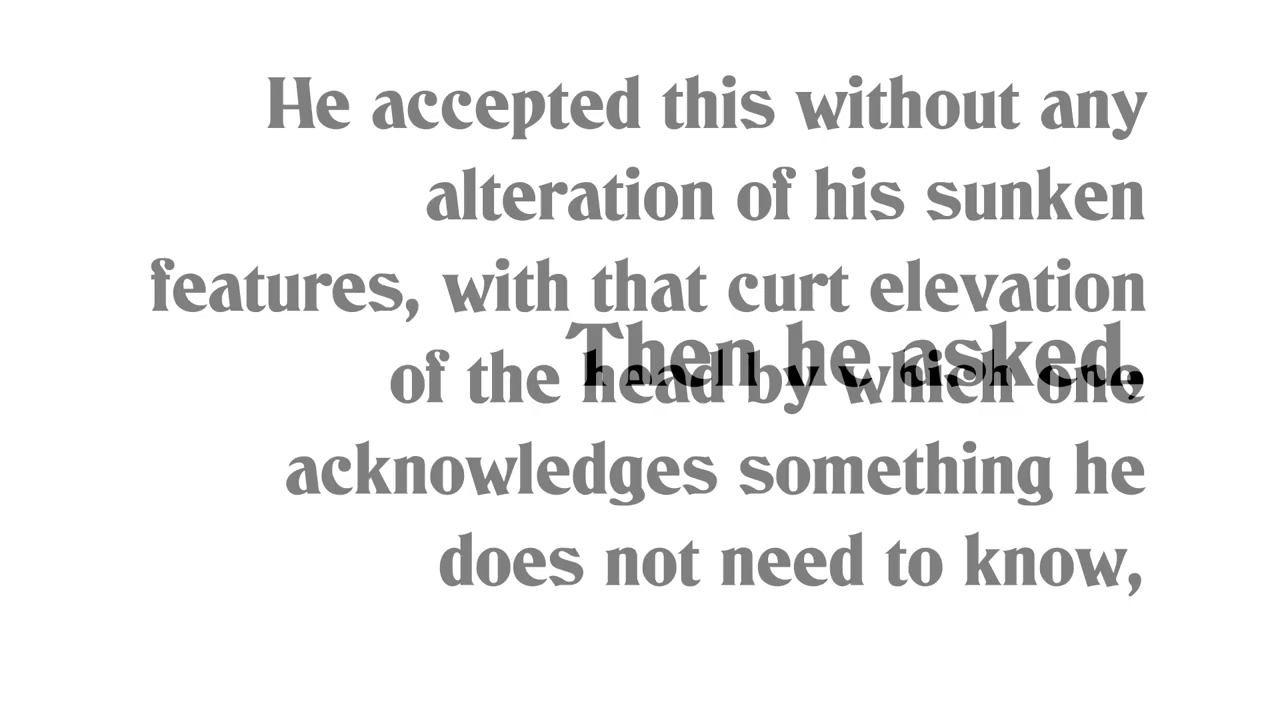 He accepted this without any
alteration of his sunken
features, with that curt elevation
Then he asked,
of the head by which one
acknowledges something he
does not need to know,